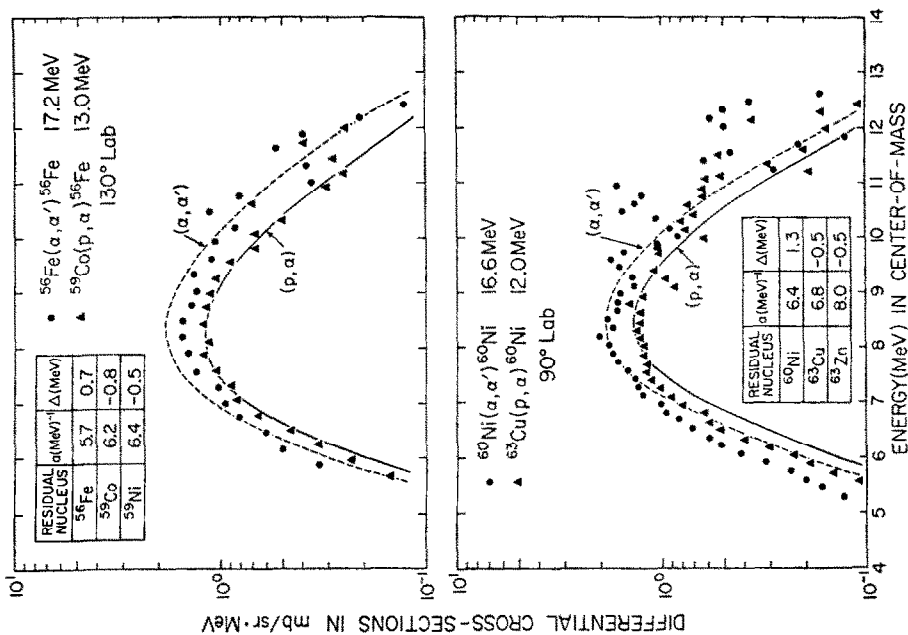 DIFFERENTIAL CROSS-SECTIONS IN mb/sr·MeV
10¹
10⁰
10⁻¹
RESIDUAL NUCLEUS a(MeV)⁻¹ Δ(MeV)
⁵⁶Fe 5.7 0.7
⁵⁹Co 6.2 -0.8
⁵⁹Ni 6.4 -0.5
● ⁵⁶Fe(α,α')⁵⁶Fe 17.2 MeV
▲ ⁵⁹Co(p,α)⁵⁶Fe 13.0 MeV
130° Lab
(α,α')
(p,α)
10¹
10⁰
10⁻¹
● ⁶⁰Ni(α,α')⁶⁰Ni 16.6 MeV
▲ ⁶³Cu(p,α)⁶⁰Ni 12.0 MeV
90° Lab
(α,α')
(p,α)
RESIDUAL NUCLEUS a(MeV)⁻¹ Δ(MeV)
⁶⁰Ni 6.4 1.3
⁶³Cu 6.8 -0.5
⁶³Zn 8.0 -0.5
4 5 6 7 8 9 10 11 12 13 14
ENERGY(MeV) IN CENTER-OF-MASS